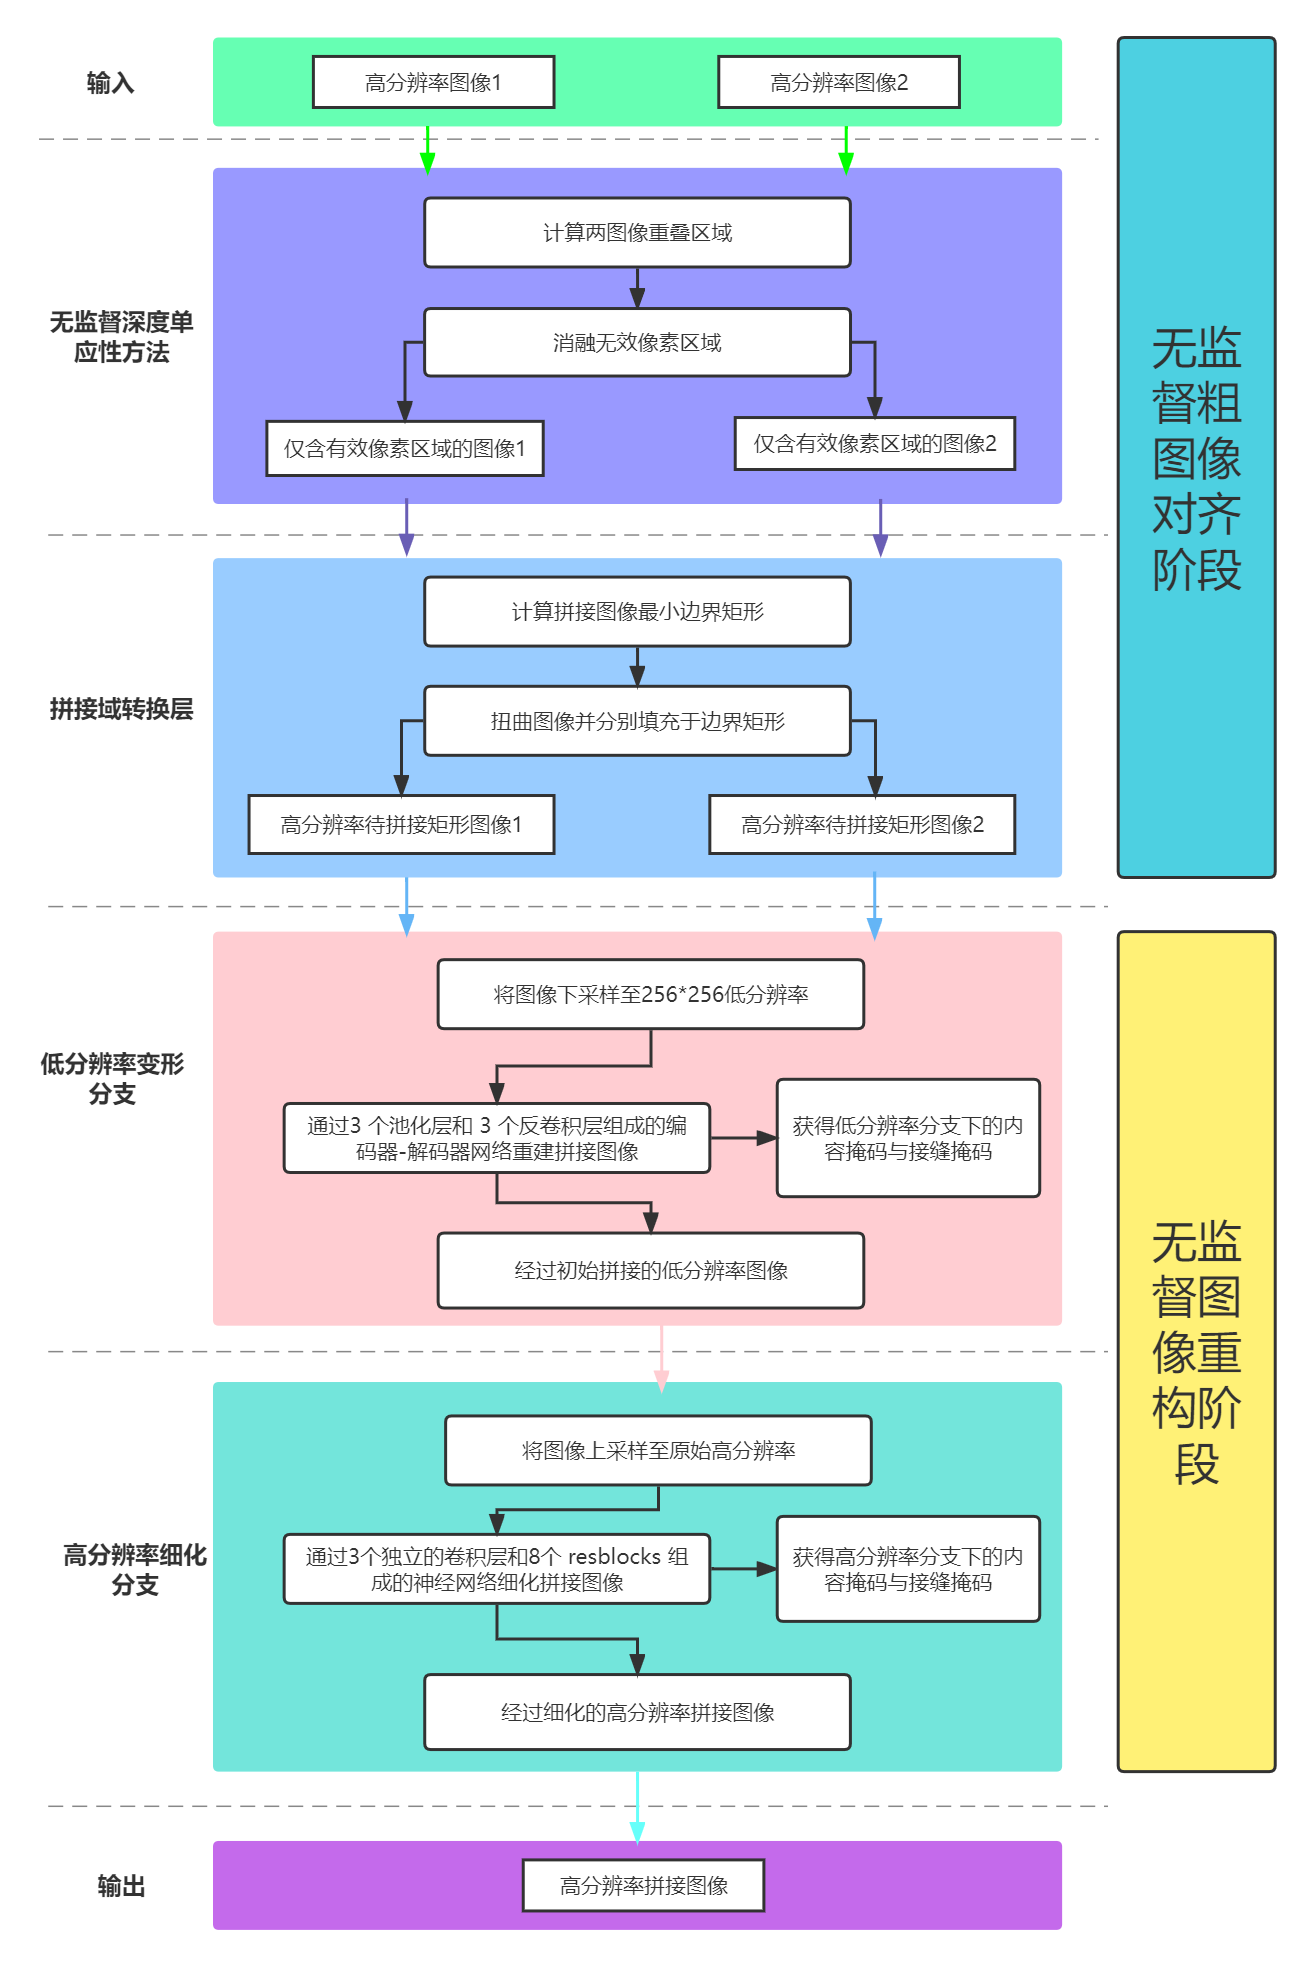 输入
高分辨率图像1
高分辨率图像2
无监督深度单
应性方法
计算两图像重叠区域
消融无效像素区域
仅含有效像素区域的图像1
仅含有效像素区域的图像2
无监
督粗
图像
对齐
阶段
拼接域转换层
计算拼接图像最小边界矩形
扭曲图像并分别填充于边界矩形
高分辨率待拼接矩形图像1
高分辨率待拼接矩形图像2
低分辨率变形
分支
将图像下采样至256*256低分辨率
通过3 个池化层和 3 个反卷积层组成的编
码器-解码器网络重建拼接图像
获得低分辨率分支下的内
容掩码与接缝掩码
经过初始拼接的低分辨率图像
无监
督图
像重
构阶
段
高分辨率细化
分支
将图像上采样至原始高分辨率
通过3个独立的卷积层和8个 resblocks 组
成的神经网络细化拼接图像
获得高分辨率分支下的内
容掩码与接缝掩码
经过细化的高分辨率拼接图像
输出
高分辨率拼接图像